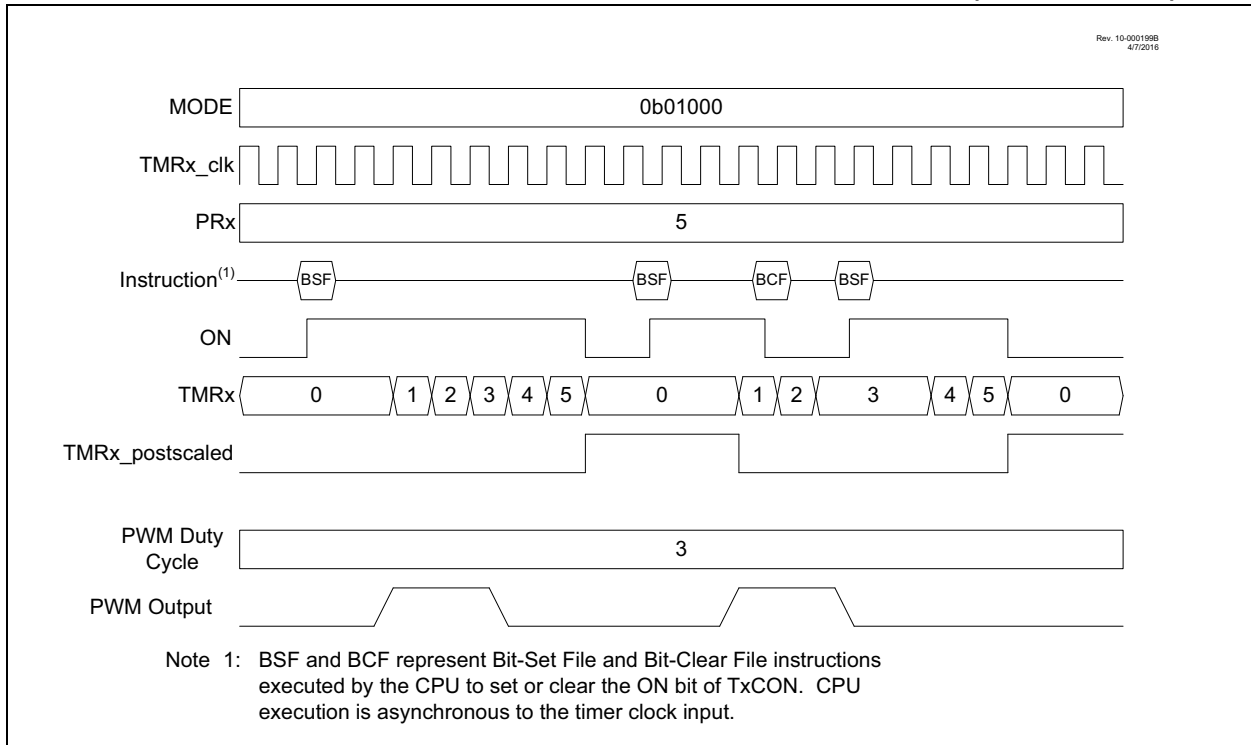 Rev. 10-000199B
4/7/2016
MODE 0b01000
TMRx_clk
PRx 5
Instruction(1) BSF BSF BCF BSF
ON
TMRx 0 1 2 3 4 5 0 1 2 3 4 5 0
TMRx_postscaled
PWM Duty
Cycle 3
PWM Output
Note 1: BSF and BCF represent Bit-Set File and Bit-Clear File instructions
executed by the CPU to set or clear the ON bit of TxCON. CPU
execution is asynchronous to the timer clock input.